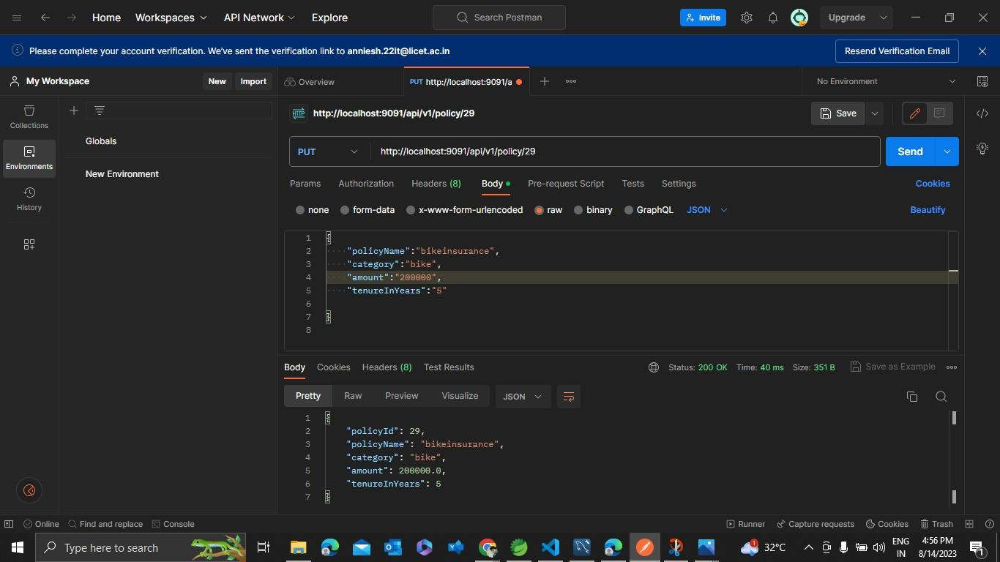 Home Workspaces API Network Explore Search Postman Invite Upgrade
Please complete your account verification. We've sent the verification link to anniesh.22it@licet.ac.in Resend Verification Email
My Workspace New Import Overview PUT http://localhost:9091/a No Environment
Collections
Environments
History
Globals
New Environment
HTTP http://localhost:9091/api/v1/policy/29 Save
PUT http://localhost:9091/api/v1/policy/29 Send
Params Authorization Headers (8) Body Pre-request Script Tests Settings Cookies
none form-data x-www-form-urlencoded raw binary GraphQL JSON Beautify
1 {
2 "policyName":"bikeinsurance",
3 "category":"bike",
4 "amount":"200000",
5 "tenureInYears":"5"
6
7 }
8
Body Cookies Headers (8) Test Results Status: 200 OK Time: 40 ms Size: 351 B Save as Example
Pretty Raw Preview Visualize JSON
1 {
2 "policyId": 29,
3 "policyName": "bikeinsurance",
4 "category": "bike",
5 "amount": 200000.0,
6 "tenureInYears": 5
7 }
Online Find and replace Console Runner Capture requests Cookies Trash
Type here to search 1 32°C ENG IN 4:56 PM 8/14/2023 1